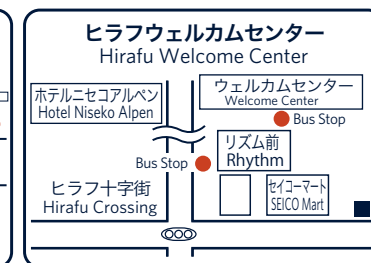 ヒラフウェルカムセンター
Hirafu Welcome Center
ホテルニセコアルペン
Hotel Niseko Alpen
ウェルカムセンター
Welcome Center
Bus Stop
リズム前
Rhythm
Bus Stop
ヒラフ十字街
Hirafu Crossing
セイコーマート
SEICO Mart